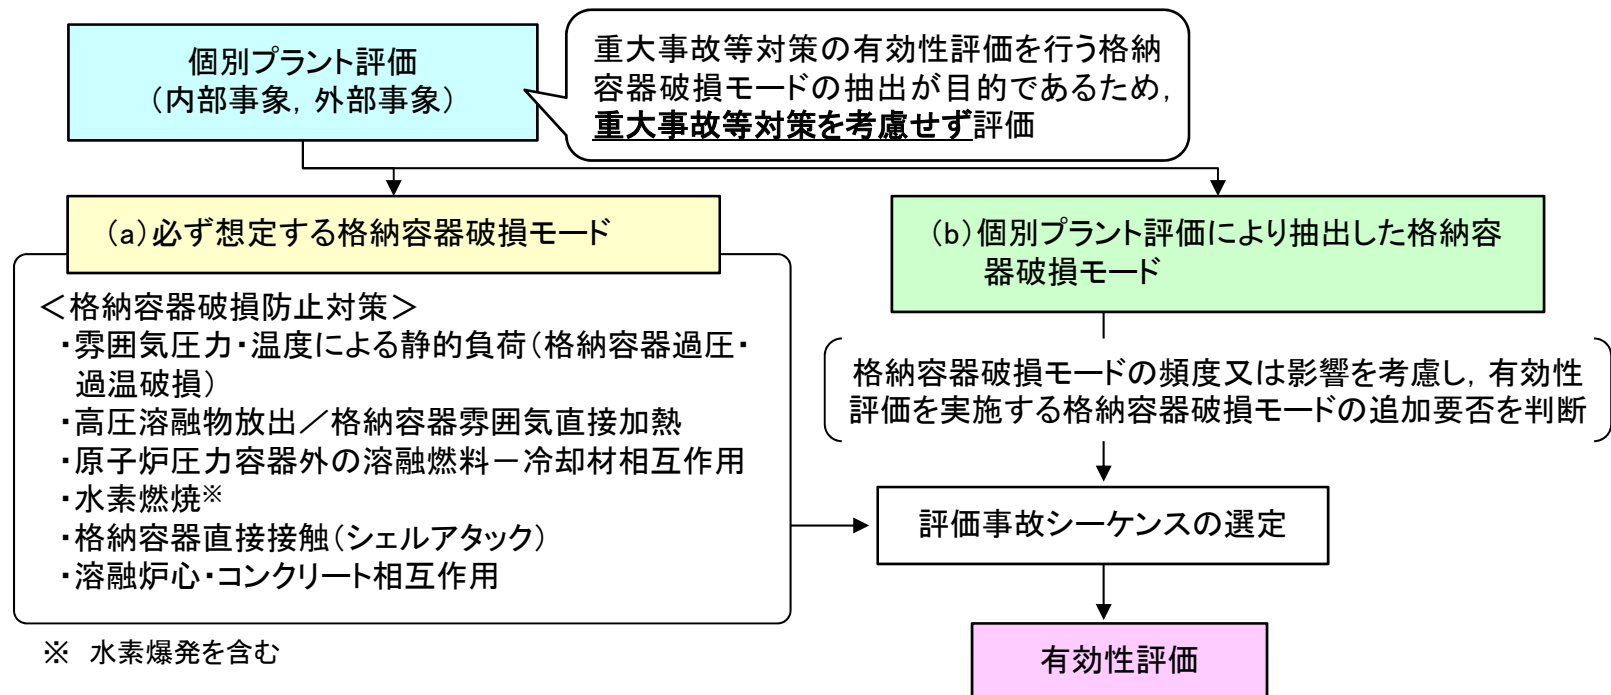 個別プラント評価
（内部事象，外部事象）
重大事故等対策の有効性評価を行う格納
容器破損モードの抽出が目的であるため，
重大事故等対策を考慮せず評価
（a）必ず想定する格納容器破損モード
＜格納容器破損防止対策＞
・雰囲気圧力・温度による静的負荷（格納容器過圧・
過温破損）
・高圧溶融物放出／格納容器雰囲気直接加熱
・原子炉圧力容器外の溶融燃料－冷却材相互作用
・水素燃焼※
・格納容器直接接触（シェルアタック）
・溶融炉心・コンクリート相互作用
※　水素爆発を含む
（b）個別プラント評価により抽出した格納容
器破損モード
格納容器破損モードの頻度又は影響を考慮し，有効性
評価を実施する格納容器破損モードの追加要否を判断
評価事故シーケンスの選定
有効性評価